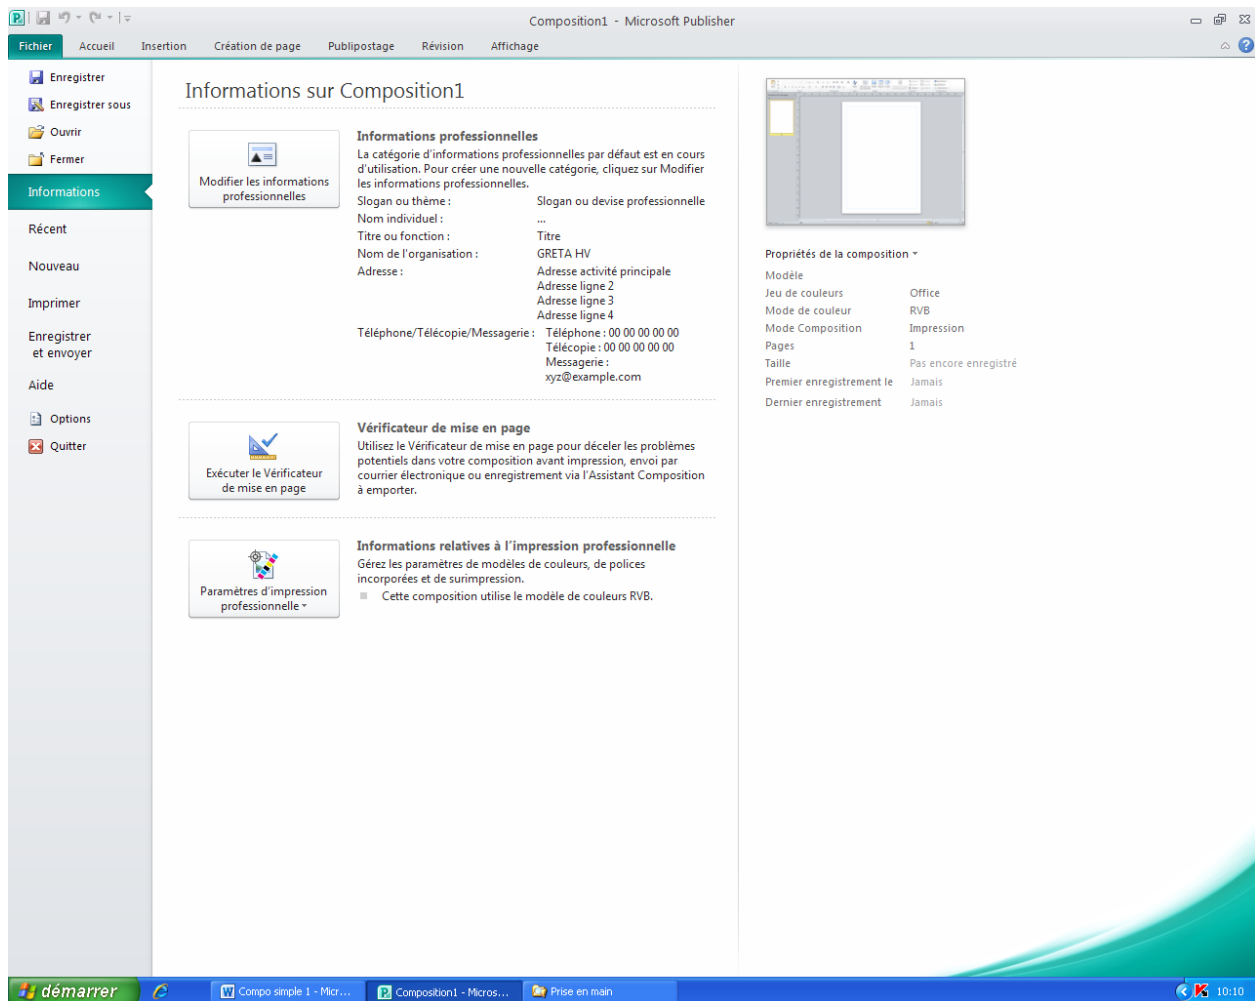 Composition1 - Microsoft Publisher
Fichier Accueil Insertion Création de page Publipostage Révision Affichage
Enregistrer
Enregistrer sous
Ouvrir
Fermer
Informations
Récent
Nouveau
Imprimer
Enregistrer
et envoyer
Aide
Options
Quitter
Informations sur Composition1
Modifier les informations
professionnelles
Informations professionnelles
La catégorie d'informations professionnelles par défaut est en cours
d'utilisation. Pour créer une nouvelle catégorie, cliquez sur Modifier
les informations professionnelles.
Slogan ou thème : Slogan ou devise professionnelle
Nom individuel : ...
Titre ou fonction : Titre
Nom de l'organisation : GRETA HV
Adresse : Adresse activité principale
Adresse ligne 2
Adresse ligne 3
Adresse ligne 4
Téléphone/Télécopie/Messagerie : Téléphone : 00 00 00 00 00
Télécopie : 00 00 00 00 00
Messagerie :
xyz@example.com
Exécuter le Vérificateur
de mise en page
Vérificateur de mise en page
Utilisez le Vérificateur de mise en page pour déceler les problèmes
potentiels dans votre composition avant impression, envoi par
courrier électronique ou enregistrement via l'Assistant Composition
à emporter.
Paramètres d'impression
professionnelle
Informations relatives à l'impression professionnelle
Gérez les paramètres de modèles de couleurs, de polices
incorporées et de surimpression.
Cette composition utilise le modèle de couleurs RVB.
Propriétés de la composition
Modèle
Jeu de couleurs Office
Mode de couleur RVB
Mode Composition Impression
Pages 1
Taille Pas encore enregistré
Premier enregistrement le Jamais
Dernier enregistrement Jamais
démarrer Compo simple 1 - Micr... Composition1 - Micros... Prise en main 10:10